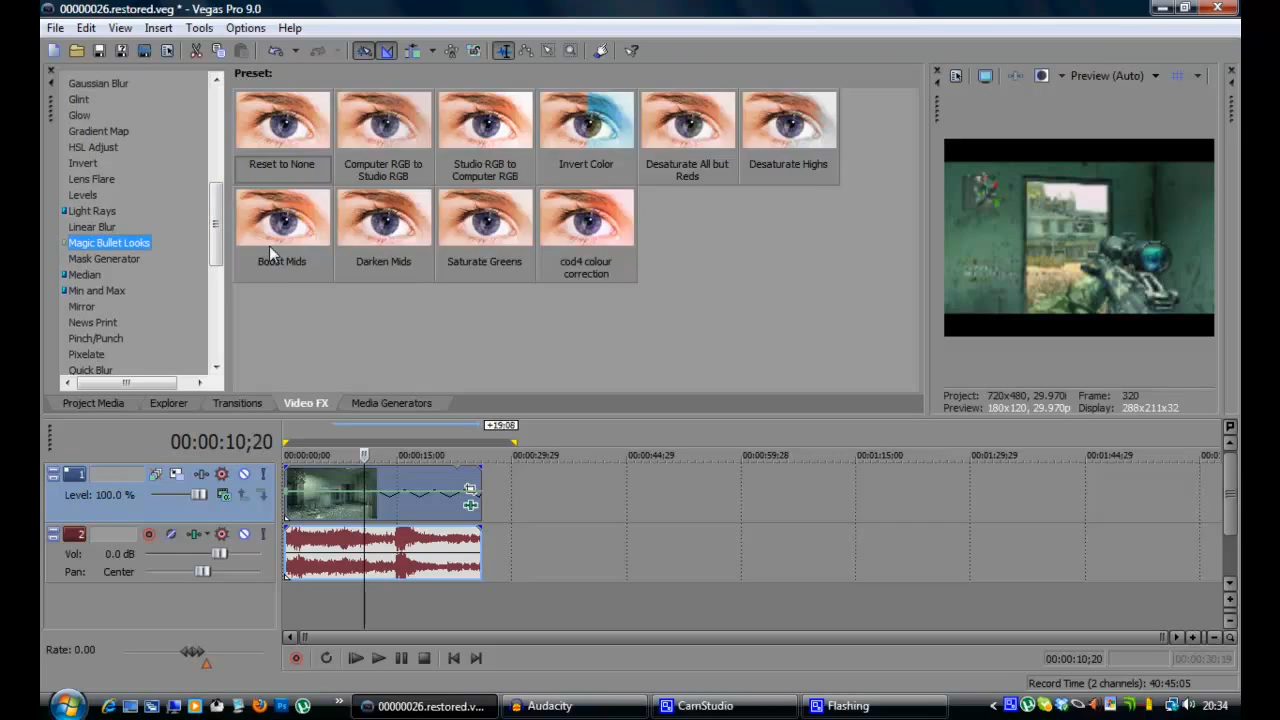 00000026.restored.veg * - Vegas Pro 9.0
File Edit View Insert Tools Options Help
Gaussian Blur
Glint
Glow
Gradient Map
HSL Adjust
Invert
Lens Flare
Levels
Light Rays
Linear Blur
Magic Bullet Looks
Mask Generator
Median
Min and Max
Mirror
News Print
Pinch/Punch
Pixelate
Quick Blur
Preset:
Reset to None
Computer RGB to
Studio RGB
Studio RGB to
Computer RGB
Invert Color
Desaturate All but
Reds
Desaturate Highs
Boost Mids
Darken Mids
Saturate Greens
cod4 colour
correction
Preview (Auto)
Project: 720x480, 29.970i Frame: 320
Preview: 180x120, 29.970p Display: 288x211x32
Project Media Explorer Transitions Video FX Media Generators
+19:08
00:00:10;20
00:00:00;00 00:00:15;00 00:00:29;29 00:00:44;29 00:00:59;28 00:01:15;00 00:01:29;29 00:01:44;29 00:0
1
Level: 100.0 %
2
Vol: 0.0 dB
Pan: Center
Rate: 0.00
00:00:10;20 00:00:30;19
Record Time (2 channels): 40:45:05
00000026.restored.v... Audacity CamStudio Flashing 20:34